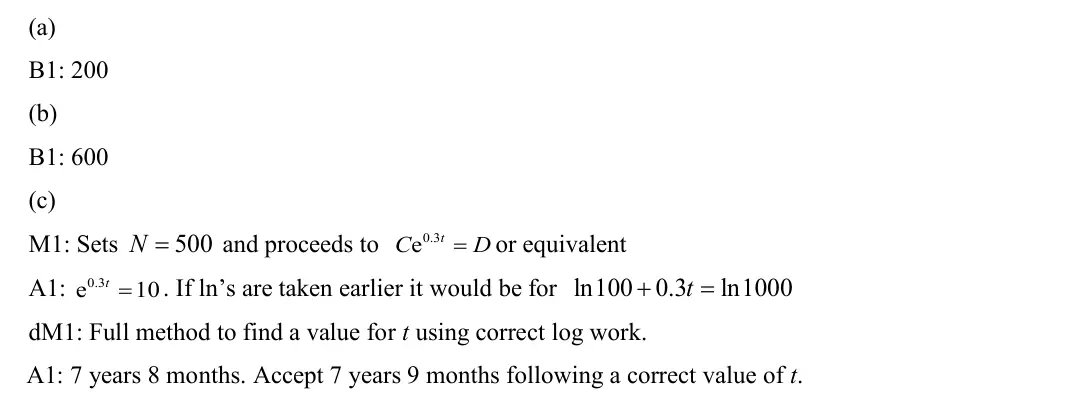 (a)
B1: 200
(b)
B1: 600
(c)
M1: Sets N = 500 and proceeds to Ce^{0.3t} = D or equivalent
A1: e^{0.3t} = 10. If ln's are taken earlier it would be for ln100 + 0.3t = ln1000
dM1: Full method to find a value for t using correct log work.
A1: 7 years 8 months. Accept 7 years 9 months following a correct value of t.